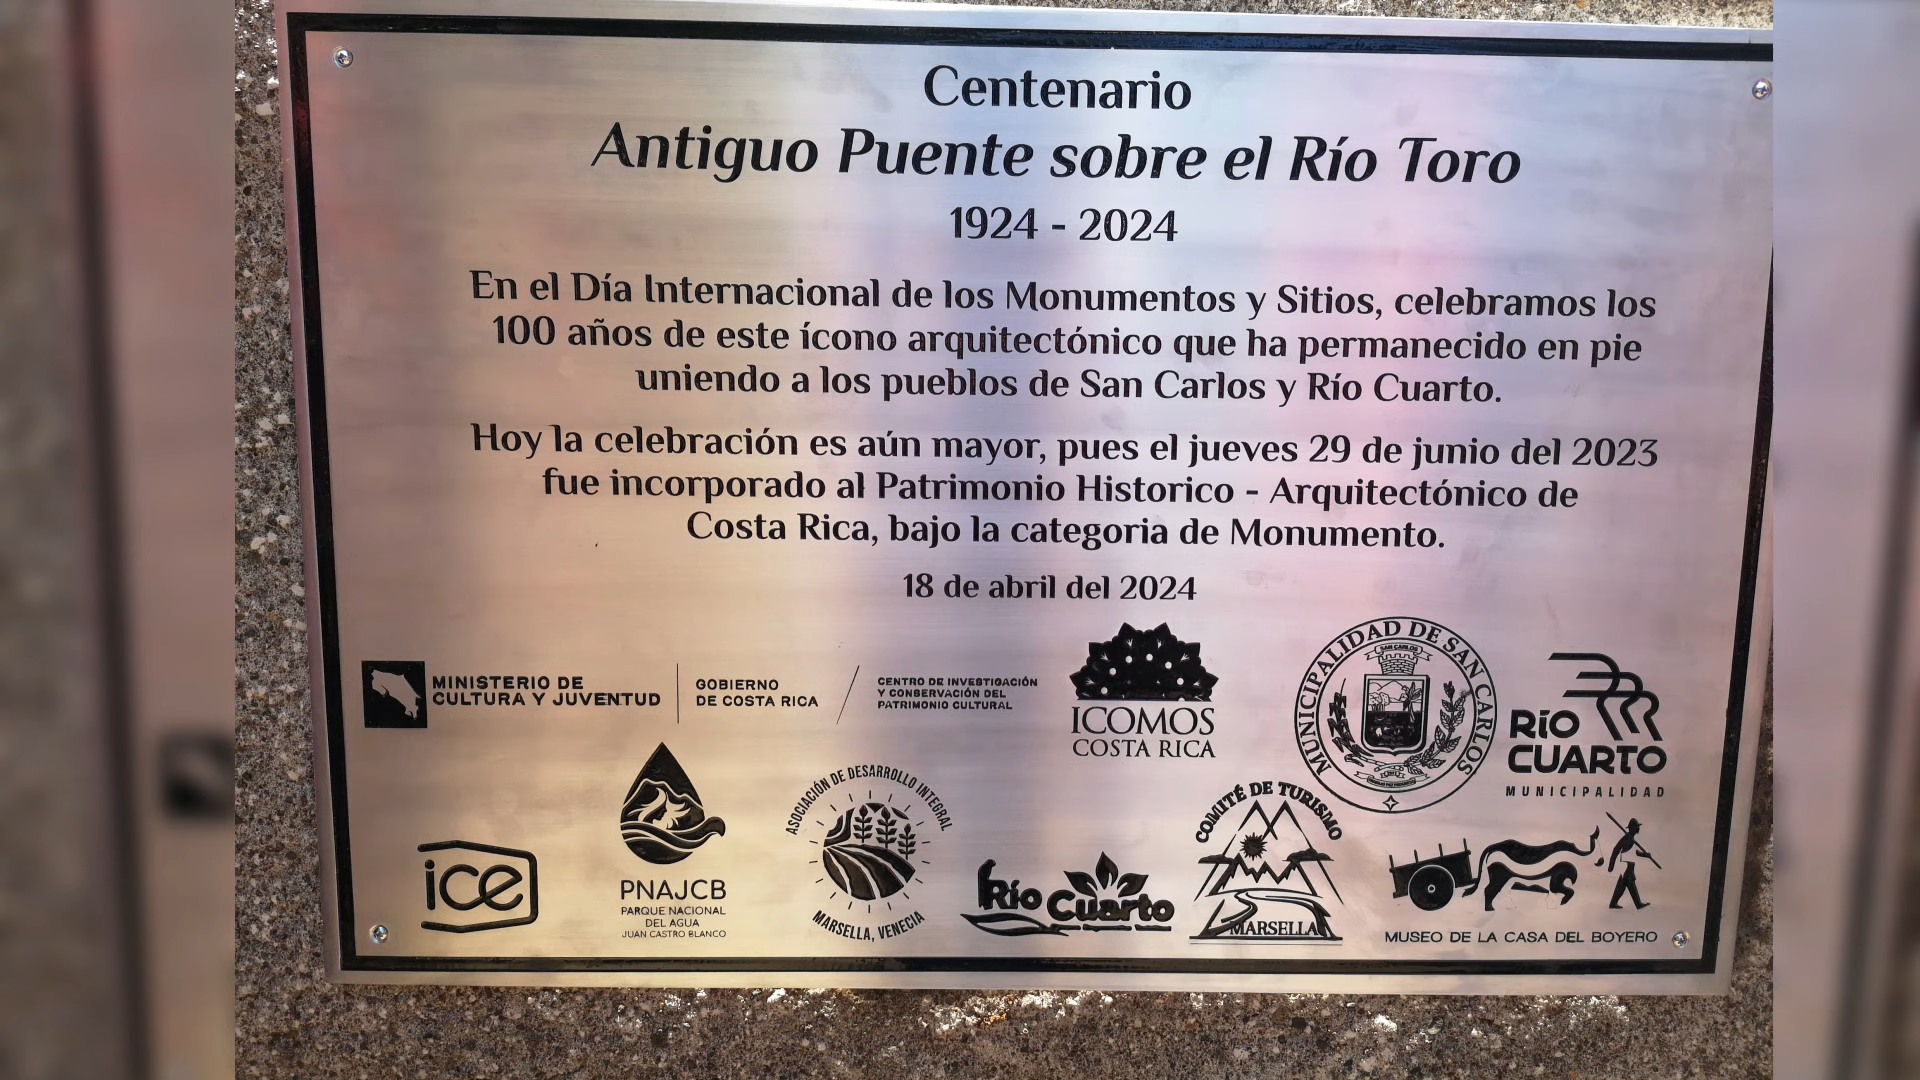 Centenario
Antiguo Puente sobre el Río Toro
1924 - 2024
En el Día Internacional de los Monumentos y Sitios, celebramos los
100 años de este ícono arquitectónico que ha permanecido en pie
uniendo a los pueblos de San Carlos y Río Cuarto.
Hoy la celebración es aún mayor, pues el jueves 29 de junio del 2023
fue incorporado al Patrimonio Historico - Arquitectónico de
Costa Rica, bajo la categoria de Monumento.
18 de abril del 2024
MINISTERIO DE
CULTURA Y JUVENTUD
GOBIERNO
DE COSTA RICA
CENTRO DE INVESTIGACIÓN
Y CONSERVACIÓN DEL
PATRIMONIO CULTURAL
ICOMOS
COSTA RICA
MUNICIPALIDAD DE SAN CARLOS
SAN CARLOS
RÍO
CUARTO
MUNICIPALIDAD
ice
PNAJCB
PARQUE NACIONAL
DEL AGUA
JUAN CASTRO BLANCO
ASOCIACIÓN DE DESARROLLO INTEGRAL
MARSELLA, VENECIA
Río Cuarto
COMITÉ DE TURISMO
MARSELLA
MUSEO DE LA CASA DEL BOYERO